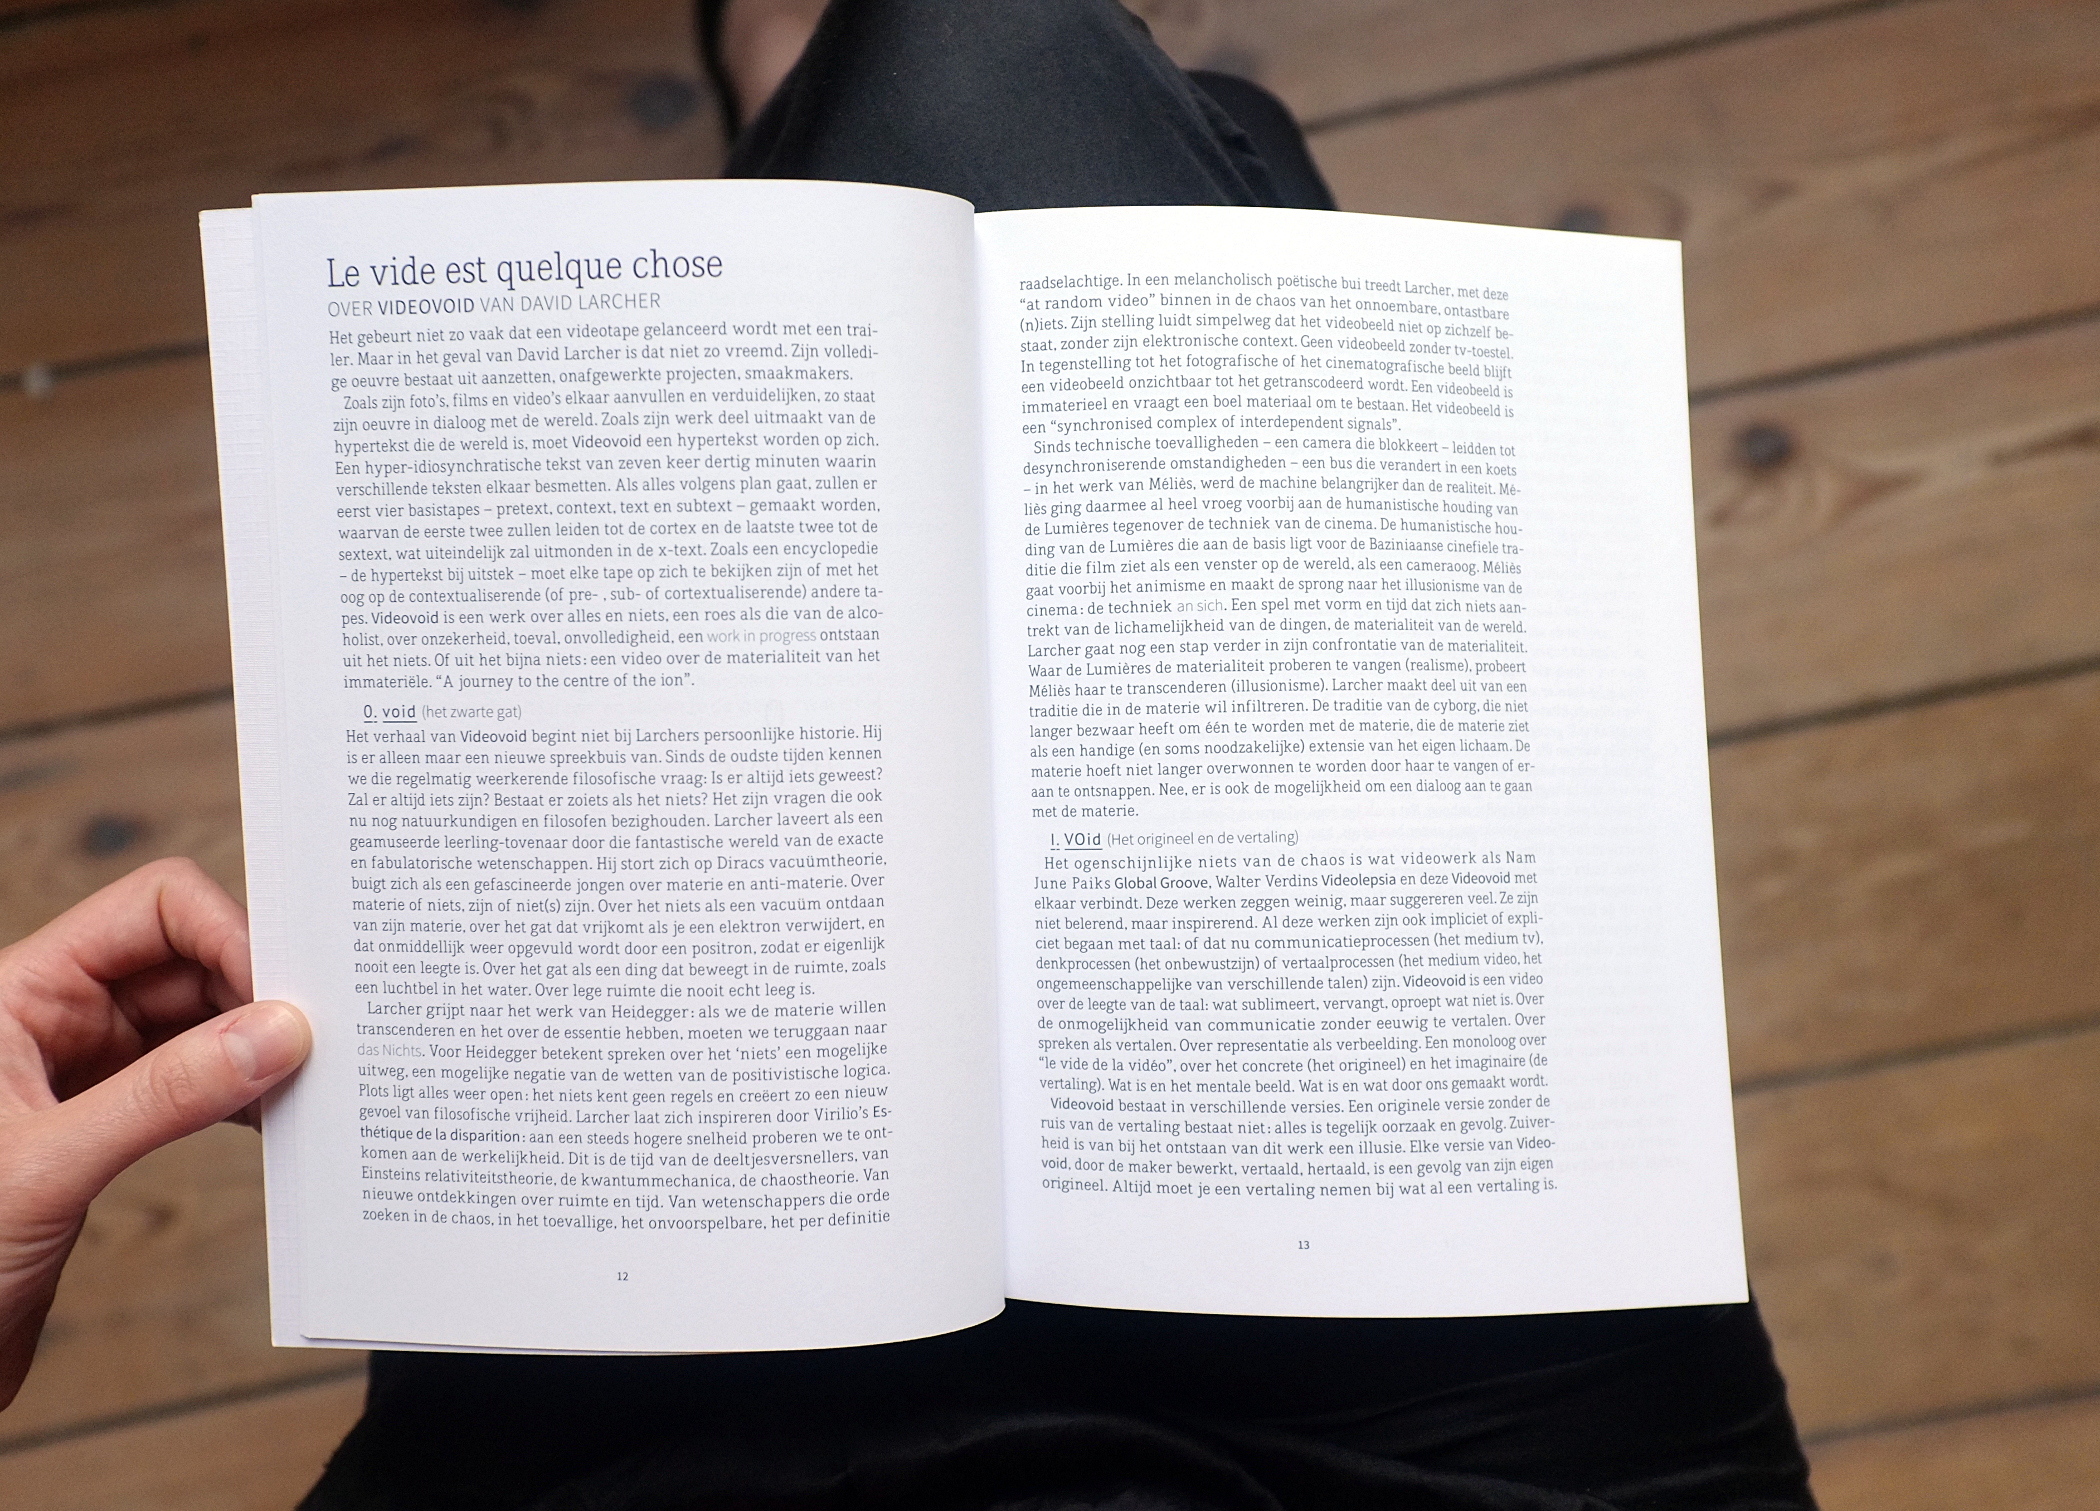 Le vide est quelque chose
OVER VIDEOVOID VAN DAVID LARCHER
Het gebeurt niet zo vaak dat een videotape gelanceerd wordt met een trai-
ler. Maar in het geval van David Larcher is dat niet zo vreemd. Zijn volledi-
ge oeuvre bestaat uit aanzetten, onafgewerkte projecten, smaakmakers.
Zoals zijn foto's, films en video's elkaar aanvullen en verduidelijken, zo staat
zijn oeuvre in dialoog met de wereld. Zoals zijn werk deel uitmaakt van de
hypertekst die de wereld is, moet Videovoid een hypertekst worden op zich.
Een hyper-idiosynchratische tekst van zeven keer dertig minuten waarin
verschillende teksten elkaar besmetten. Als alles volgens plan gaat, zullen er
eerst vier basistapes – pretext, context, text en subtext – gemaakt worden,
waarvan de eerste twee zullen leiden tot de cortex en de laatste twee tot de
sextext, wat uiteindelijk zal uitmonden in de x-text. Zoals een encyclopedie
– de hypertekst bij uitstek – moet elke tape op zich te bekijken zijn of met het
oog op de contextualiserende (of pre- , sub- of cortextualiserende) andere ta-
pes. Videovoid is een werk over alles en niets, een roes als die van de alco-
holist, over onzekerheid, toeval, onvolledigheid, een work in progress ontstaan
uit het niets. Of uit het bijna niets: een video over de materialiteit van het
immateriële. “A journey to the centre of the ion”.
0. void (het zwarte gat)
Het verhaal van Videovoid begint niet bij Larchers persoonlijke historie. Hij
is er alleen maar een nieuwe spreekbuis van. Sinds de oudste tijden kennen
we die regelmatig weerkerende filosofische vraag: Is er altijd iets geweest?
Zal er altijd iets zijn? Bestaat er zoiets als het niets? Het zijn vragen die ook
nu nog natuurkundigen en filosofen bezighouden. Larcher laveert als een
geamuseerde leerling-tovenaar door die fantastische wereld van de exacte
en fabulatorische wetenschappen. Hij stort zich op Diracs vacuümtheorie,
buigt zich als een gefascineerde jongen over materie en anti-materie. Over
materie of niets, zijn of niet(s) zijn. Over het niets als een vacuüm ontdaan
van zijn materie, over het gat dat vrijkomt als je een elektron verwijdert, en
dat onmiddellijk weer opgevuld wordt door een positron, zodat er eigenlijk
nooit een leegte is. Over het gat als een ding dat beweegt in de ruimte, zoals
een luchtbel in het water. Over lege ruimte die nooit echt leeg is.
Larcher grijpt naar het werk van Heidegger: als we de materie willen
transcenderen en het over de essentie hebben, moeten we teruggaan naar
das Nichts. Voor Heidegger betekent spreken over het ‘niets’ een mogelijke
uitweg, een mogelijke negatie van de wetten van de positivistische logica.
Plots ligt alles weer open: het niets kent geen regels en creëert zo een nieuw
gevoel van filosofische vrijheid. Larcher laat zich inspireren door Virilio's Es-
thétique de la disparition: aan een steeds hogere snelheid proberen we te ont-
komen aan de werkelijkheid. Dit is de tijd van de deeltjesversnellers, van
Einsteins relativiteitstheorie, de kwantummechanica, de chaostheorie. Van
nieuwe ontdekkingen over ruimte en tijd. Van wetenschappers die orde
zoeken in de chaos, in het toevallige, het onvoorspelbare, het per definitie
12
raadselachtige. In een melancholisch poëtische bui treedt Larcher, met deze
“at random video” binnen in de chaos van het onnoembare, ontastbare
(n)iets. Zijn stelling luidt simpelweg dat het videobeeld niet op zichzelf be-
staat, zonder zijn elektronische context. Geen videobeeld zonder tv-toestel.
In tegenstelling tot het fotografische of het cinematografische beeld blijft
een videobeeld onzichtbaar tot het getranscodeerd wordt. Een videobeeld is
immaterieel en vraagt een boel materiaal om te bestaan. Het videobeeld is
een “synchronised complex of interdependent signals”.
Sinds technische toevalligheden – een camera die blokkeert – leidden tot
desynchroniserende omstandigheden – een bus die verandert in een koets
– in het werk van Méliès, werd de machine belangrijker dan de realiteit. Mé-
liès ging daarmee al heel vroeg voorbij aan de humanistische houding van
de Lumières tegenover de techniek van de cinema. De humanistische hou-
ding van de Lumières die aan de basis ligt voor de Baziniaanse cinefiele tra-
ditie die film ziet als een venster op de wereld, als een cameraoog. Méliès
gaat voorbij het animisme en maakt de sprong naar het illusionisme van de
cinema: de techniek an sich. Een spel met vorm en tijd dat zich niets aan-
trekt van de lichamelijkheid van de dingen, de materialiteit van de wereld.
Larcher gaat nog een stap verder in zijn confrontatie van de materialiteit.
Waar de Lumières de materialiteit proberen te vangen (realisme), probeert
Méliès haar te transcenderen (illusionisme). Larcher maakt deel uit van een
traditie die in de materie wil infiltreren. De traditie van de cyborg, die niet
langer bezwaar heeft om één te worden met de materie, die de materie ziet
als een handige (en soms noodzakelijke) extensie van het eigen lichaam. De
materie hoeft niet langer overwonnen te worden door haar te vangen of er-
aan te ontsnappen. Nee, er is ook de mogelijkheid om een dialoog aan te gaan
met de materie.
I. VOid (Het origineel en de vertaling)
Het ogenschijnlijke niets van de chaos is wat videowerk als Nam
June Paiks Global Groove, Walter Verdins Videolepsia en deze Videovoid met
elkaar verbindt. Deze werken zeggen weinig, maar suggereren veel. Ze zijn
niet belerend, maar inspirerend. Al deze werken zijn ook impliciet of expli-
ciet begaan met taal: of dat nu communicatieprocessen (het medium tv),
denkprocessen (het onbewustzijn) of vertaalprocessen (het medium video, het
ongemeenschappelijke van verschillende talen) zijn. Videovoid is een video
over de leegte van de taal: wat sublimeert, vervangt, oproept wat niet is. Over
de onmogelijkheid van communicatie zonder eeuwig te vertalen. Over
spreken als vertalen. Over representatie als verbeelding. Een monoloog over
“le vide de la vidéo”, over het concrete (het origineel) en het imaginaire (de
vertaling). Wat is en het mentale beeld. Wat is en wat door ons gemaakt wordt.
Videovoid bestaat in verschillende versies. Een originele versie zonder de
ruis van de vertaling bestaat niet: alles is tegelijk oorzaak en gevolg. Zuiver-
heid is van bij het ontstaan van dit werk een illusie. Elke versie van Video-
void, door de maker bewerkt, vertaald, hertaald, is een gevolg van zijn eigen
origineel. Altijd moet je een vertaling nemen bij wat al een vertaling is.
13